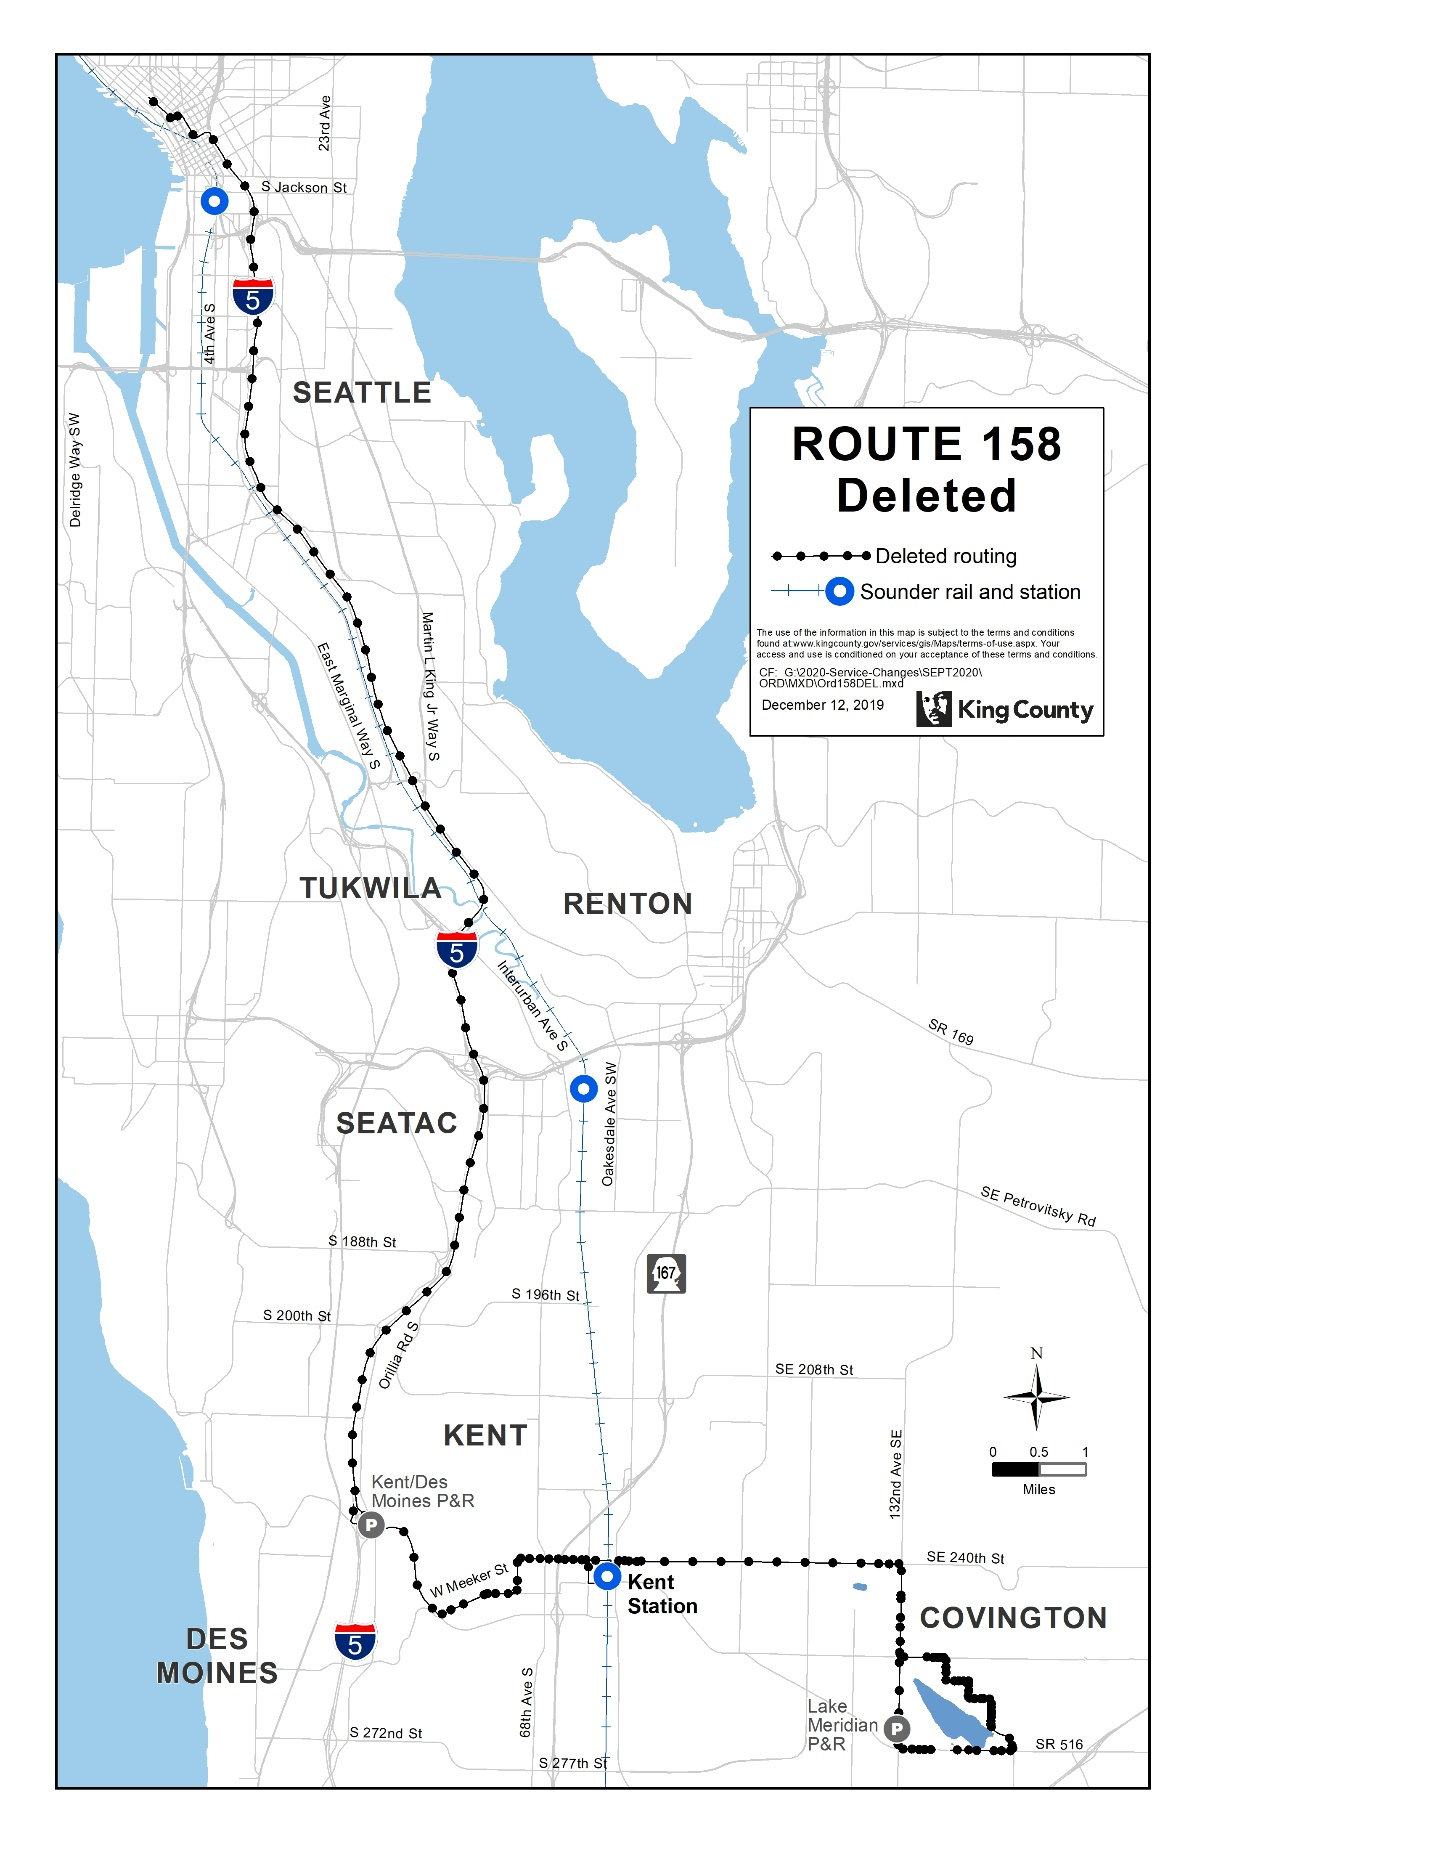 23rd Ave
S Jackson St
5
4th Ave S
SEATTLE
Delridge Way SW
ROUTE 158
Deleted
Deleted routing
Sounder rail and station
The use of the information in this map is subject to the terms and conditions
found at:www.kingcounty.gov/services/gis/Maps/terms-of-use.aspx. Your
access and use is conditioned on your acceptance of these terms and conditions.
CF:  G:\2020-Service-Changes\SEPT2020\
ORD\MXD\Ord158DEL.mxd
December 12, 2019
King County
Martin L King Jr Way S
East Marginal Way S
TUKWILA
RENTON
5
Interurban Ave S
SR 169
Oakesdale Ave SW
SEATAC
SE Petrovitsky Rd
S 188th St
167
S 196th St
S 200th St
Orillia Rd S
SE 208th St
N
KENT
132nd Ave SE
0 0.5 1
Miles
Kent/Des
Moines P&R
P
SE 240th St
W Meeker St
Kent
Station
COVINGTON
DES
MOINES
5
68th Ave S
Lake
Meridian
P&R
P
S 272nd St
SR 516
S 277th St